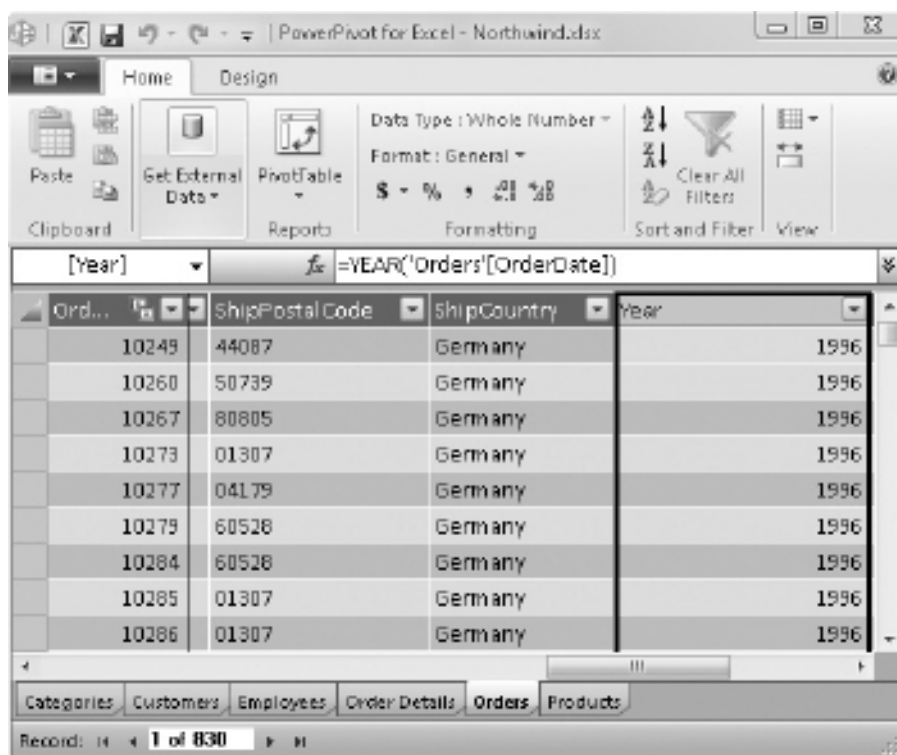 PowerPivot for Excel - Northwind.xlsx
Home Design
Paste
Get External Data
PivotTable
Data Type : Whole Number
Format : General
$ % ,
Clear All Filters
Clipboard Reports Formatting Sort and Filter View
[Year] fx =YEAR('Orders'[OrderDate])
Ord... ShipPostalCode ShipCountry Year
10249 44087 Germany 1996
10260 50739 Germany 1996
10267 80805 Germany 1996
10273 01307 Germany 1996
10277 04179 Germany 1996
10279 60528 Germany 1996
10284 60528 Germany 1996
10285 01307 Germany 1996
10286 01307 Germany 1996
Categories Customers Employees Order Details Orders Products
Record: 1 of 830